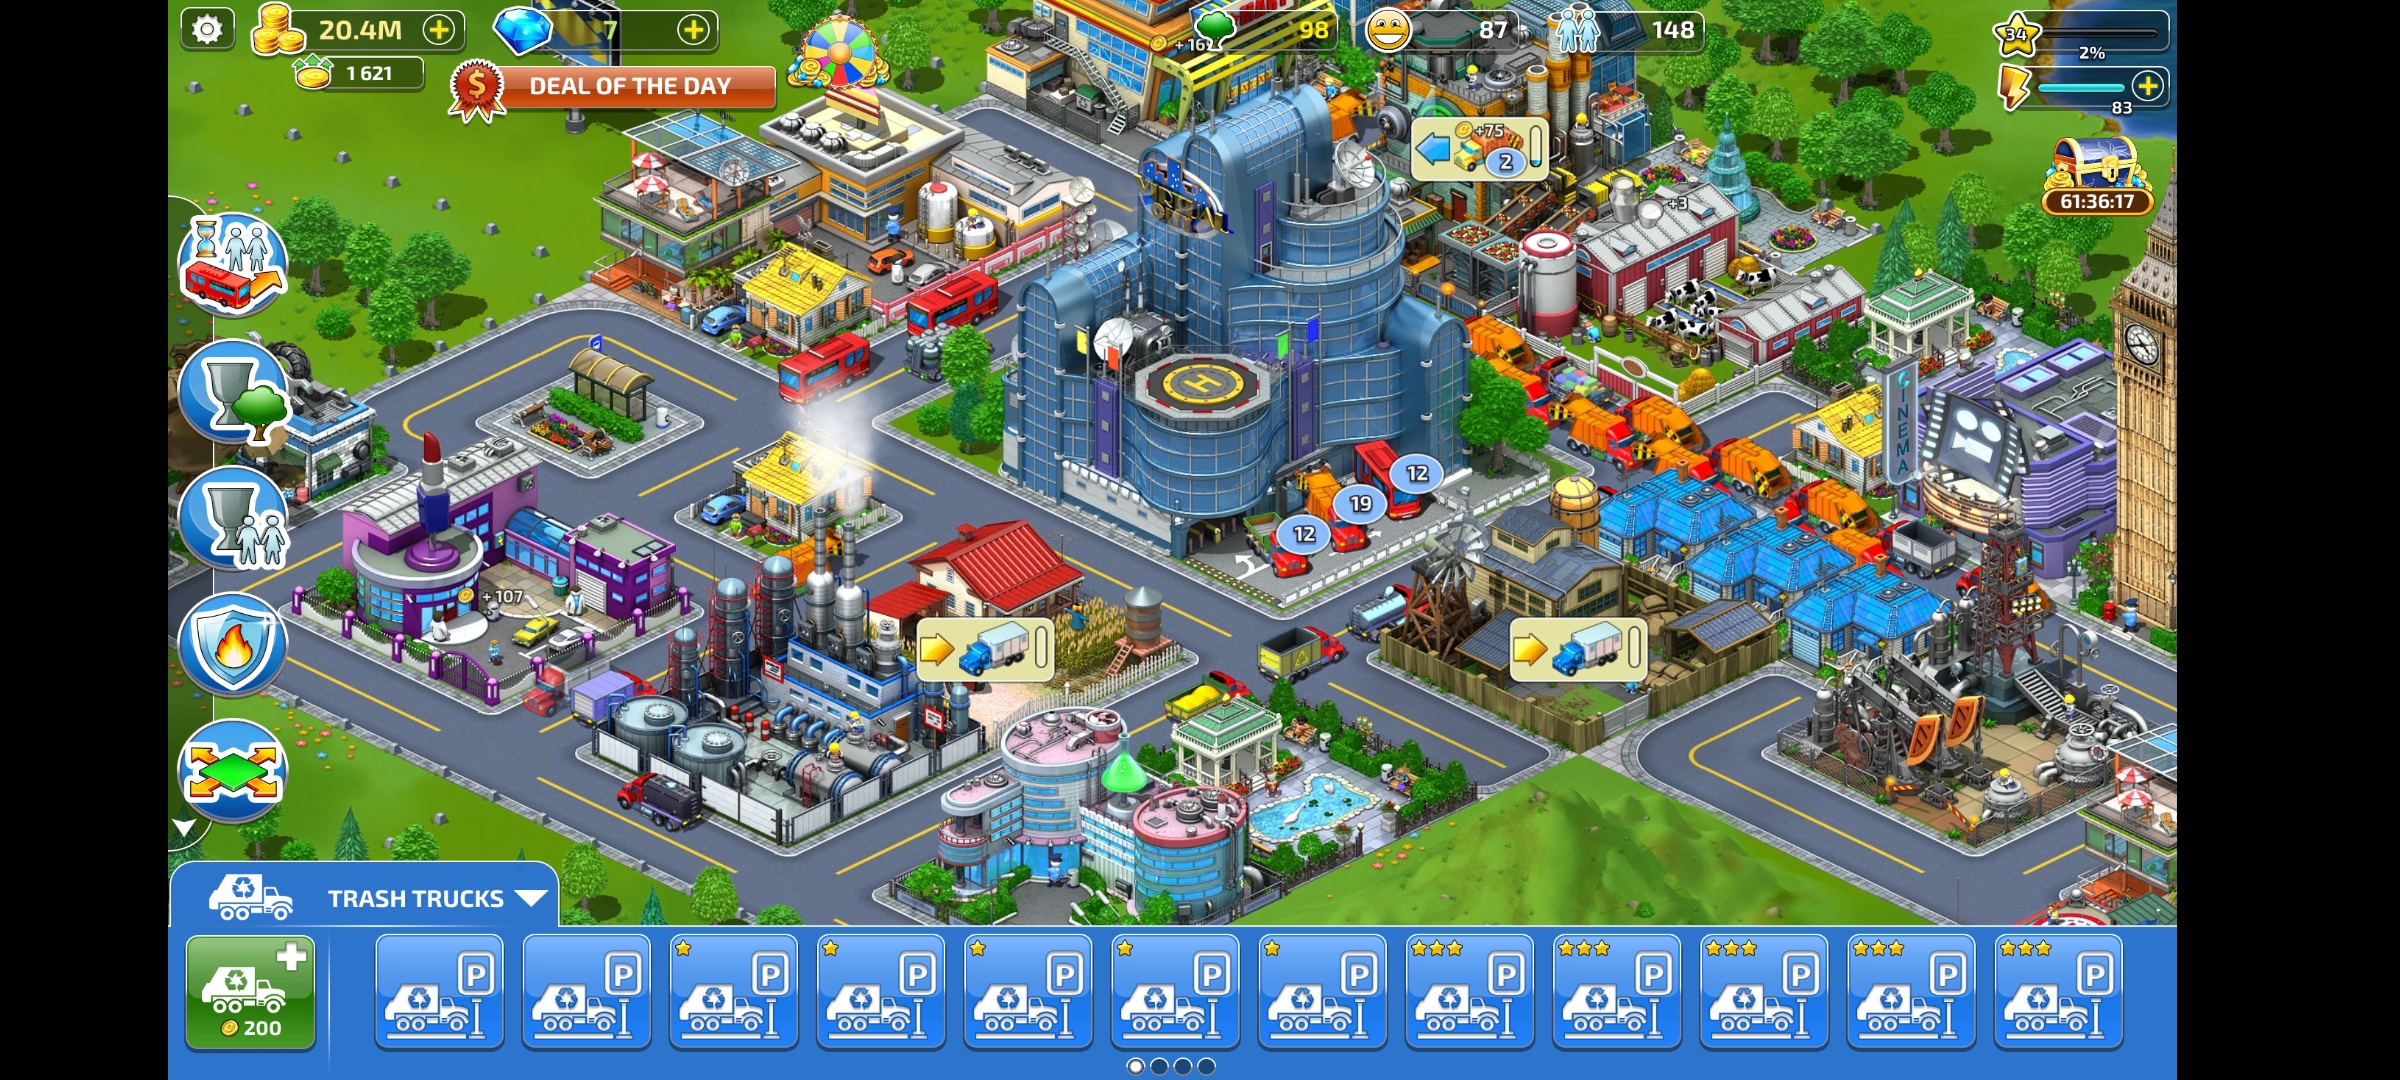 20.4M
7
98
87
148
34
2%
1 621
DEAL OF THE DAY
83
+75
2
61:36:17
+3
CINEMA
12
19
12
+107
TRASH TRUCKS
200
P
P
P
P
P
P
P
P
P
P
P
P
H